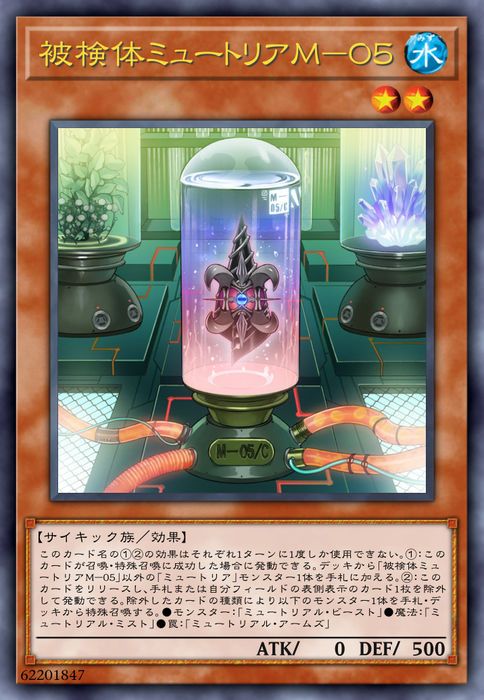 被検体ミュートリアM－05
みず
水
M－
05/C
M－05/C
【サイキック族／効果】
このカード名の①②の効果はそれぞれ1ターンに1度しか使用できない。①：この
カードが召喚・特殊召喚に成功した場合に発動できる。デッキから「被検体ミュー
トリアM－05」以外の「ミュートリア」モンスター1体を手札に加える。②：このカ
ードをリリースし、手札または自分フィールドの表側表示のカード1枚を除外
して発動できる。除外したカードの種類により以下のモンスター1体を手札・デ
ッキから特殊召喚する。●モンスター：「ミュートリアル・ビースト」●魔法：「ミ
ュートリアル・ミスト」●罠：「ミュートリアル・アームズ」
ATK/ 0 DEF/ 500
62201847